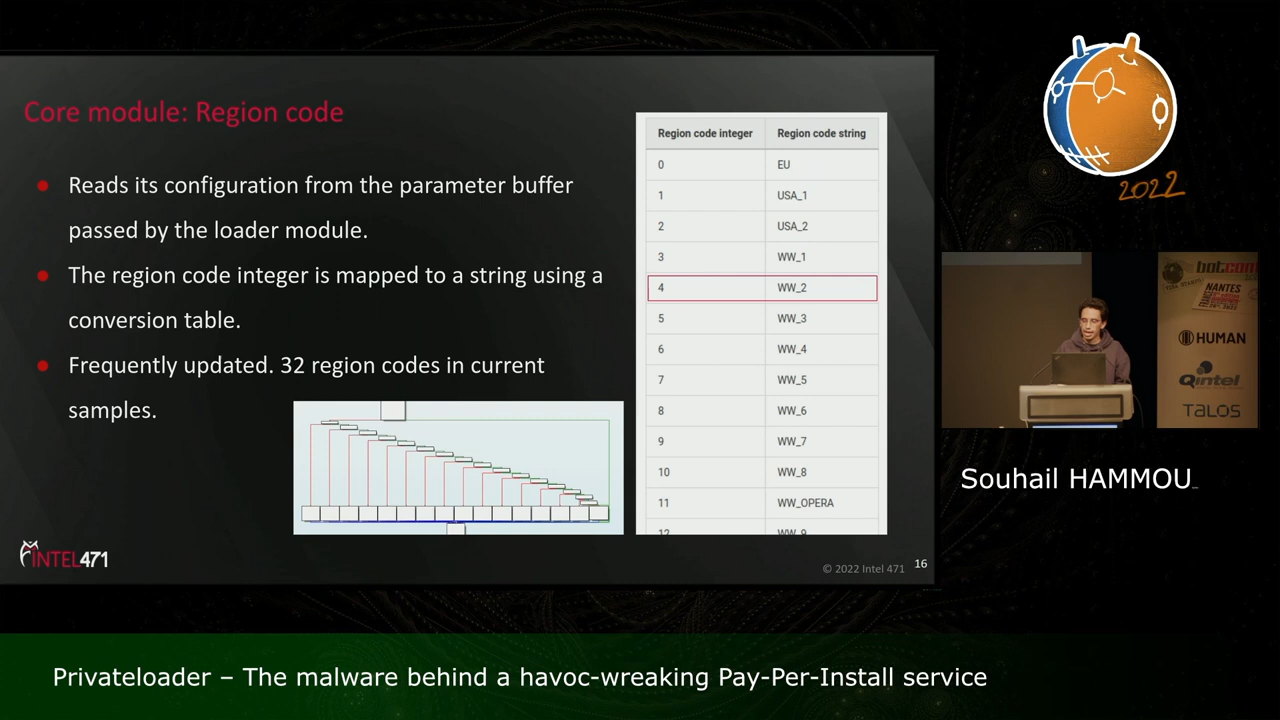 Core module: Region code
Reads its configuration from the parameter buffer
passed by the loader module.
The region code integer is mapped to a string using a
conversion table.
Frequently updated. 32 region codes in current
samples.
Region code integer Region code string
0 EU
1 USA_1
2 USA_2
3 WW_1
4 WW_2
5 WW_3
6 WW_4
7 WW_5
8 WW_6
9 WW_7
10 WW_8
11 WW_OPERA
12 WW_9
INTEL471
© 2022 Intel 471 16
2022
botconf
NANTES
HUMAN
Qintel
TALOS
Souhail HAMMOU_
Privateloader – The malware behind a havoc-wreaking Pay-Per-Install service